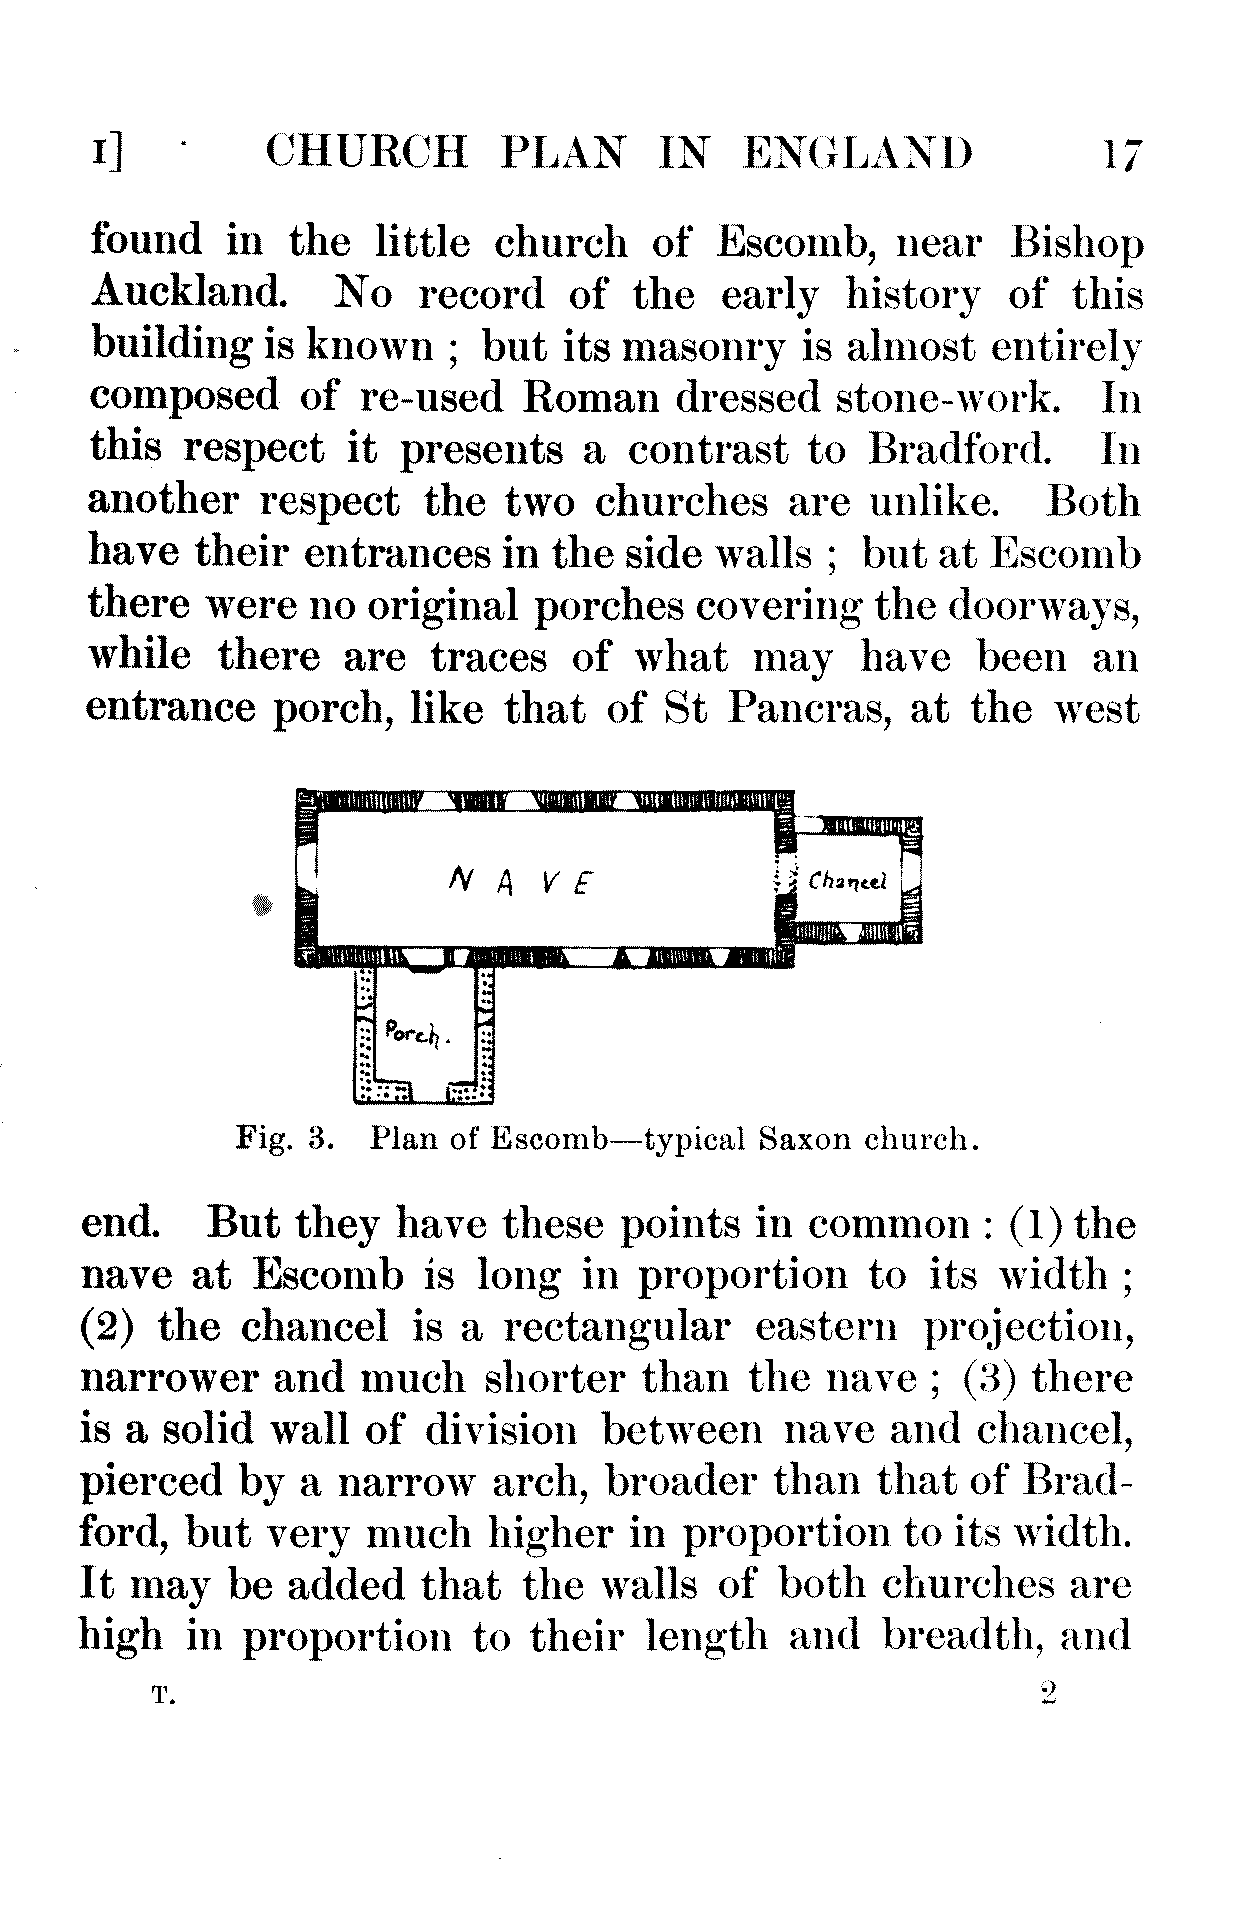 I] CHURCH PLAN IN ENGLAND 17
found in the little church of Escomb, near Bishop
Auckland. No record of the early history of this
building is known ; but its masonry is almost entirely
composed of re-used Roman dressed stone-work. In
this respect it presents a contrast to Bradford. In
another respect the two churches are unlike. Both
have their entrances in the side walls ; but at Escomb
there were no original porches covering the doorways,
while there are traces of what may have been an
entrance porch, like that of St Pancras, at the west
NAVE
Chancel
Porch.
Fig. 3. Plan of Escomb—typical Saxon church.
end. But they have these points in common : (1) the
nave at Escomb is long in proportion to its width ;
(2) the chancel is a rectangular eastern projection,
narrower and much shorter than the nave ; (3) there
is a solid wall of division between nave and chancel,
pierced by a narrow arch, broader than that of Brad-
ford, but very much higher in proportion to its width.
It may be added that the walls of both churches are
high in proportion to their length and breadth, and
T. 2